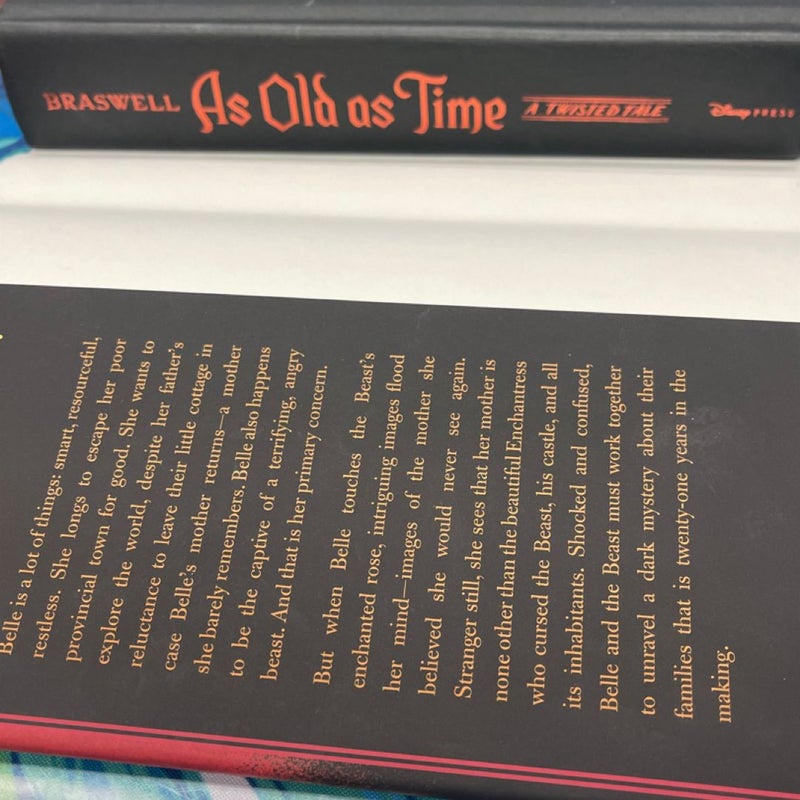 BRASWELL As Old as Time A TWISTED TALE Disney PRESS
Belle is a lot of things: smart, resourceful,
restless. She longs to escape her poor
provincial town for good. She wants to
explore the world, despite her father's
reluctance to leave their little cottage in
case Belle's mother returns—a mother
she barely remembers. Belle also happens
to be the captive of a terrifying, angry
beast. And that is her primary concern.
But when Belle touches the Beast's
enchanted rose, intriguing images flood
her mind—images of the mother she
believed she would never see again.
Stranger still, she sees that her mother is
none other than the beautiful Enchantress
who cursed the Beast, his castle, and all
its inhabitants. Shocked and confused,
Belle and the Beast must work together
to unravel a dark mystery about their
families that is twenty-one years in the
making.